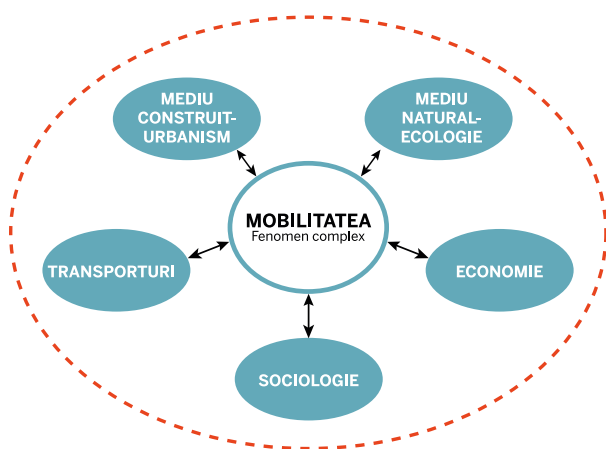 MEDIU
CONSTRUIT-
URBANISM
MEDIU
NATURAL-
ECOLOGIE
MOBILITATEA
Fenomen complex
TRANSPORTURI
ECONOMIE
SOCIOLOGIE